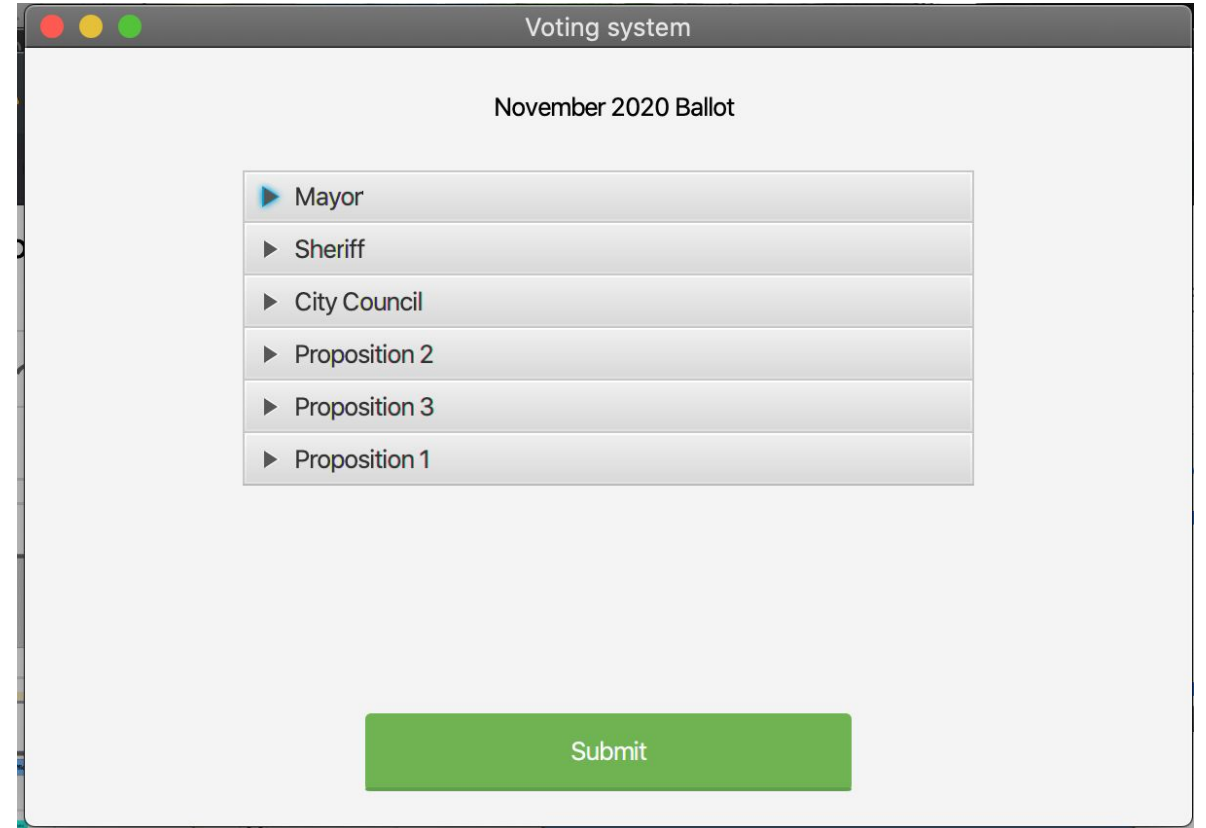 Voting system
November 2020 Ballot
Mayor
Sheriff
City Council
Proposition 2
Proposition 3
Proposition 1
Submit